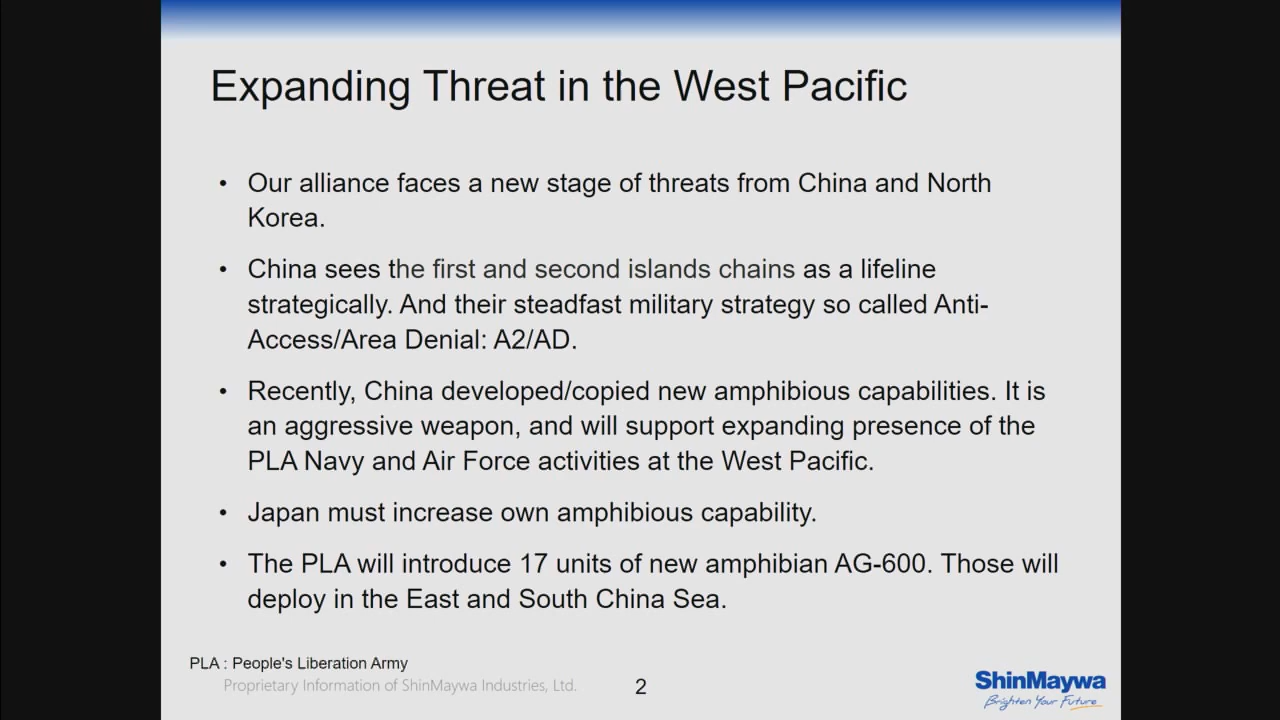 Expanding Threat in the West Pacific
• Our alliance faces a new stage of threats from China and North
Korea.
• China sees the first and second islands chains as a lifeline
strategically. And their steadfast military strategy so called Anti-
Access/Area Denial: A2/AD.
• Recently, China developed/copied new amphibious capabilities. It is
an aggressive weapon, and will support expanding presence of the
PLA Navy and Air Force activities at the West Pacific.
• Japan must increase own amphibious capability.
• The PLA will introduce 17 units of new amphibian AG-600. Those will
deploy in the East and South China Sea.
PLA : People's Liberation Army
Proprietary Information of ShinMaywa Industries, Ltd.
2
ShinMaywa
Brighten Your Future